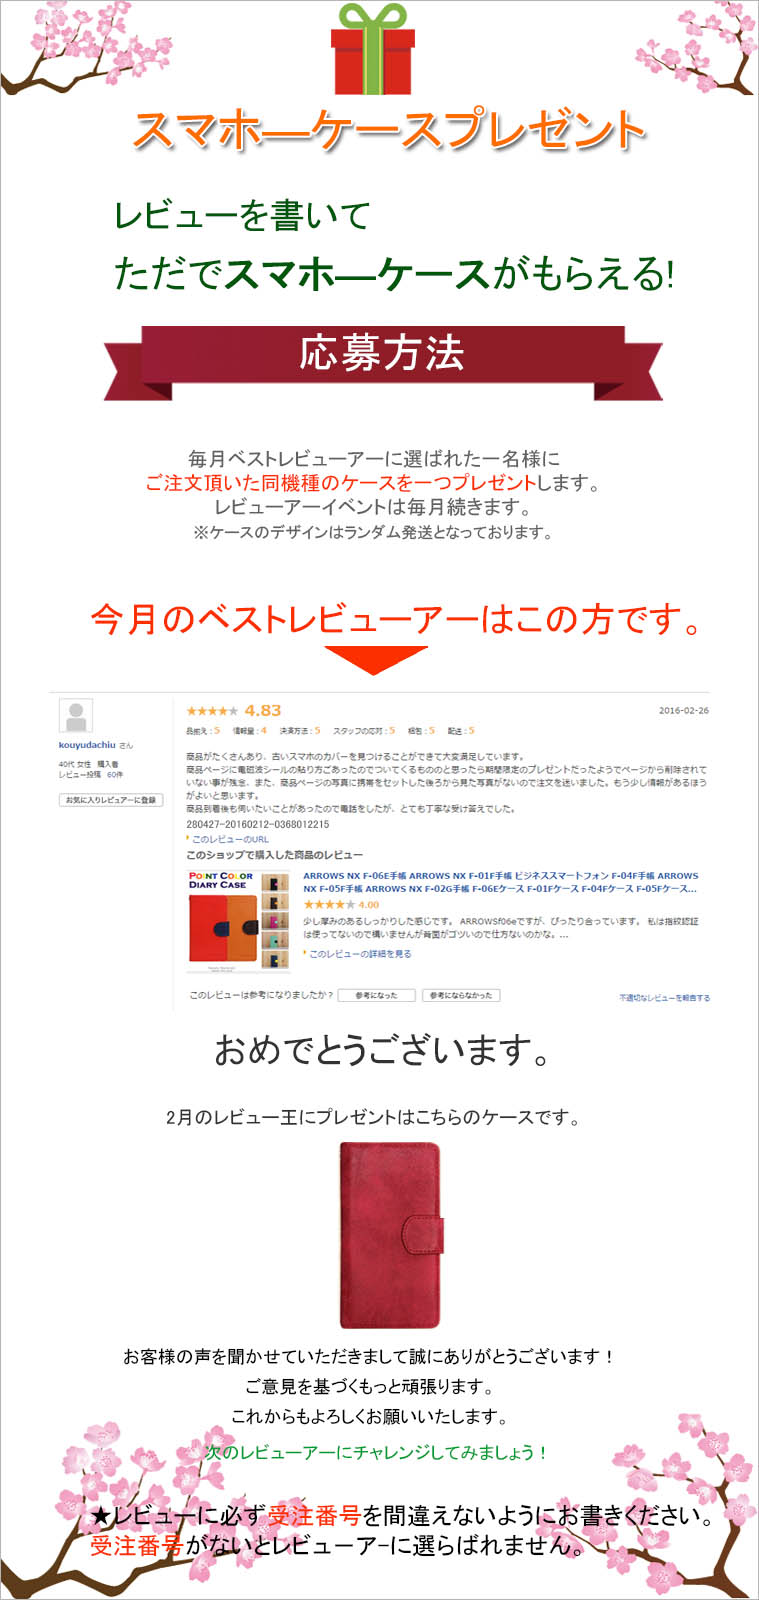 スマホ―ケースプレゼント
レビューを書いて
ただでスマホ―ケースがもらえる!
応募方法
毎月ベストレビューアーに選ばれた一名様に
ご注文頂いた同機種のケースを一つプレゼントします。
レビューアーイベントは毎月続きます。
※ケースのデザインはランダム発送となっております。
今月のベストレビューアーはこの方です。
★★★★★ 4.83
2016-02-26
品揃え:5 情報量:4 決済方法:5 スタッフの対応:5 梱包:5 配送:5
kouyudachiu さん
40代 女性 購入者
レビュー投稿 60件
お気に入りレビュアーに登録
商品がたくさんあり、古いスマホのカバーを見つけることができて大変満足しています。
商品ページに電磁波シールの貼り方ごあったのでついてくるもののと思ったら期間限定のプレゼントだったようでページから削除されて
いない事が残念、また、商品ページの写真に携帯をセットした後ろから見た写真がないので注文を迷いました。もう少し情報があるほう
がよいと思います。
商品到着後も伺いたいことがあったので電話をしたが、とても丁寧な受け答えでした。
280427-20160212-0368012215
このレビューのURL
このショップで購入した商品のレビュー
POINT COLOR
DIARY CASE
ARROWS NX F-06E手帳 ARROWS NX F-01F手帳 ビジネススマートフォン F-04F手帳 ARROWS
NX F-05F手帳 ARROWS NX F-02G手帳 F-06Eケース F-01Fケース F-04Fケース F-05Fケース...
★★★★★ 4.00
少し厚みのあるしっかりした感じです。 ARROWSf06eですが、ぴったり合っています。 私は指紋認証
は使ってないので構いませんが背面がゴツいので仕方ないのかな。...
このレビューの詳細を見る
このレビューは参考になりましたか？ 参考になった 参考にならなかった
不適切なレビューを報告する
おめでとうございます。
2月のレビュー王にプレゼントはこちらのケースです。
お客様の声を聞かせていただきまして誠にありがとうございます！
ご意見を基づくもっと頑張ります。
これからもよろしくお願いいたします。
次のレビューアーにチャレンジしてみましょう！
★レビューに必ず受注番号を間違えないようにお書きください。
受注番号がないとレビューア-に選らばれません。